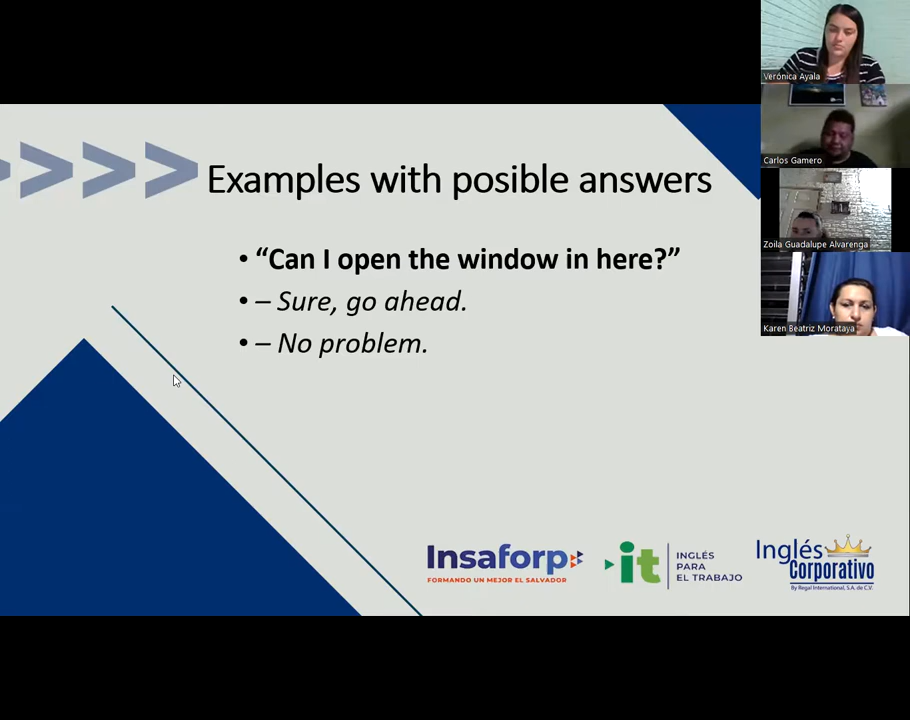 Examples with posible answers
• “Can I open the window in here?”
• – Sure, go ahead.
• – No problem.
Insaforp
FORMANDO UN MEJOR EL SALVADOR
it
INGLÉS
PARA
EL TRABAJO
Inglés
Corporativo
By Regal International, S.A. de C.V.
Verónica Ayala
Carlos Gamero
Zoila Guadalupe Alvarenga
Karen Beatriz Morataya